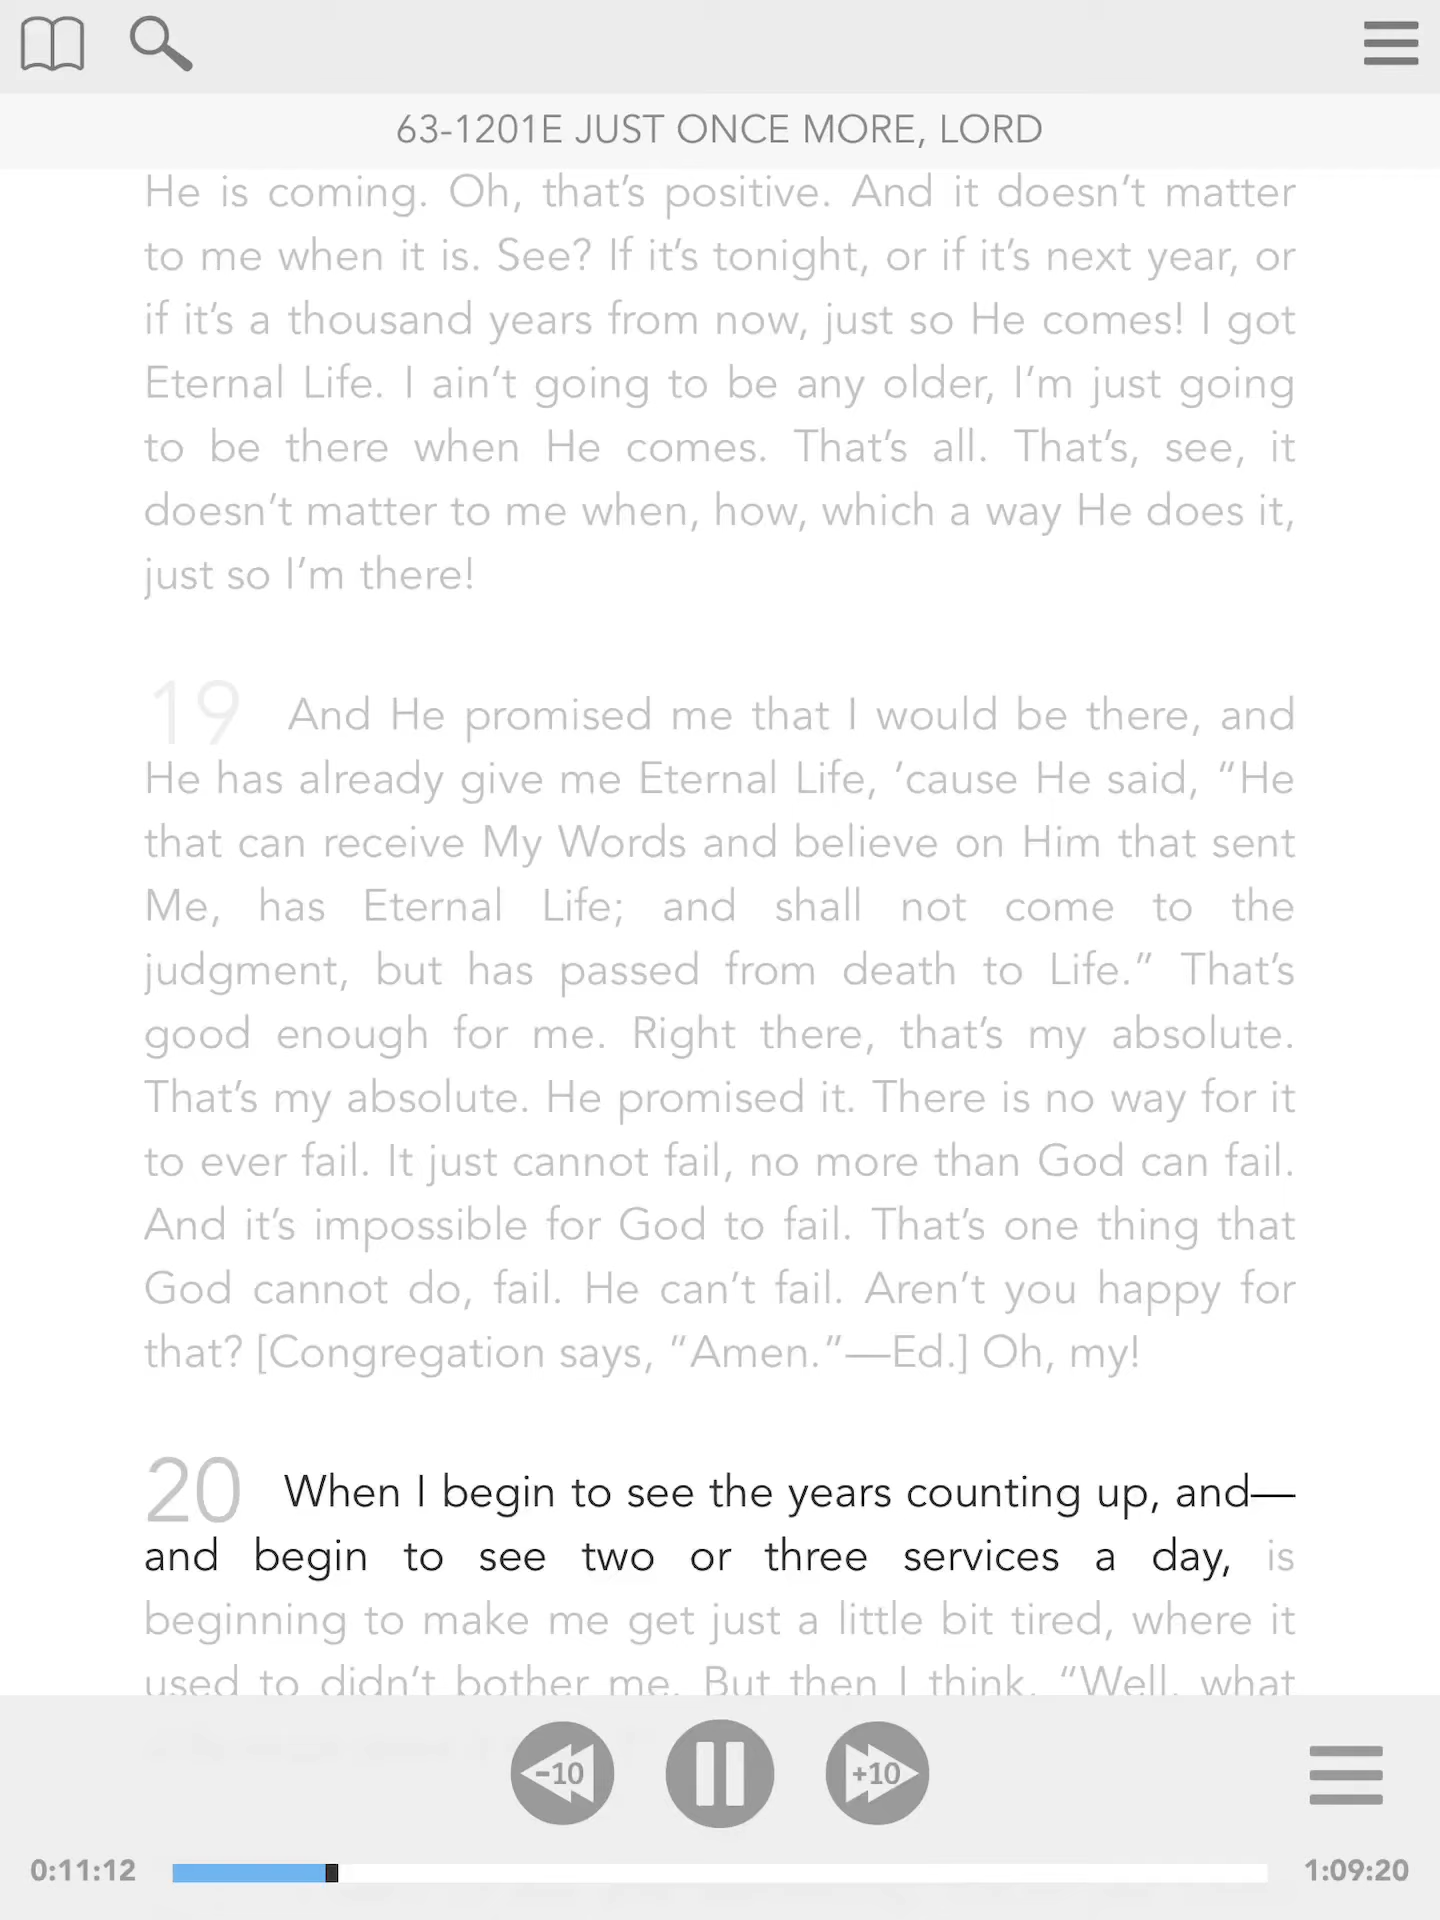 63-1201E JUST ONCE MORE, LORD
He is coming. Oh, that’s positive. And it doesn’t matter
to me when it is. See? If it’s tonight, or if it’s next year, or
if it’s a thousand years from now, just so He comes! I got
Eternal Life. I ain’t going to be any older, I’m just going
to be there when He comes. That’s all. That’s, see, it
doesn’t matter to me when, how, which a way He does it,
just so I’m there!
19 And He promised me that I would be there, and
He has already give me Eternal Life, ’cause He said, “He
that can receive My Words and believe on Him that sent
Me, has Eternal Life; and shall not come to the
judgment, but has passed from death to Life.” That’s
good enough for me. Right there, that’s my absolute.
That’s my absolute. He promised it. There is no way for it
to ever fail. It just cannot fail, no more than God can fail.
And it’s impossible for God to fail. That’s one thing that
God cannot do, fail. He can’t fail. Aren’t you happy for
that? [Congregation says, “Amen.”—Ed.] Oh, my!
20 When I begin to see the years counting up, and—
and begin to see two or three services a day, is
beginning to make me get just a little bit tired, where it
used to didn’t bother me. But then I think, “Well, what
-10 +10
0:11:12 1:09:20